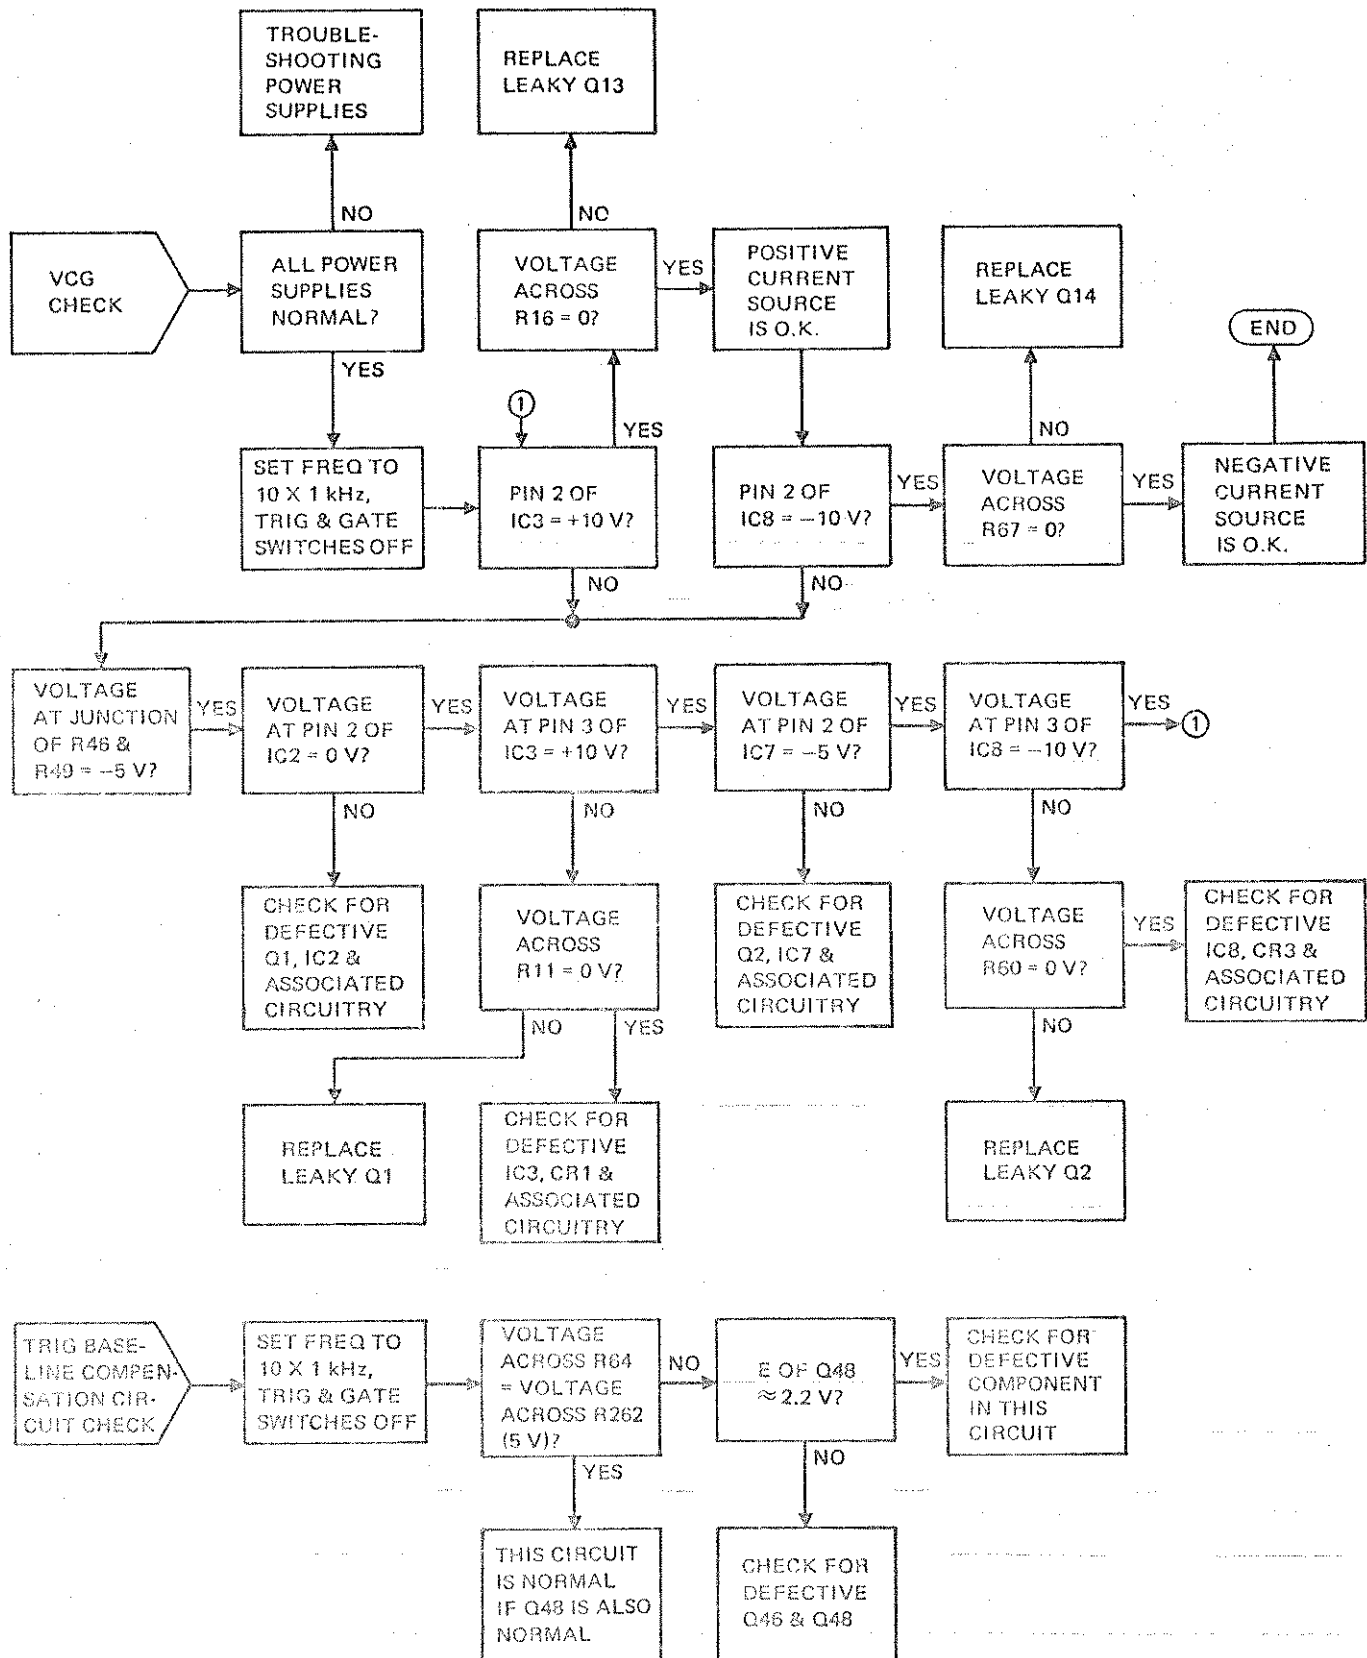 TROUBLE-
SHOOTING
POWER
SUPPLIES
REPLACE
LEAKY Q13
NO
NO
VCG
CHECK
ALL POWER
SUPPLIES
NORMAL?
VOLTAGE
ACROSS
R16 = 0?
YES
POSITIVE
CURRENT
SOURCE
IS O.K.
REPLACE
LEAKY Q14
END
YES
1
YES
NO
SET FREQ TO
10 X 1 kHz,
TRIG & GATE
SWITCHES OFF
PIN 2 OF
IC3 = +10 V?
PIN 2 OF
IC8 = −10 V?
YES
VOLTAGE
ACROSS
R67 = 0?
YES
NEGATIVE
CURRENT
SOURCE
IS O.K.
NO
NO
VOLTAGE
AT JUNCTION
OF R46 &
R49 = −5 V?
YES
VOLTAGE
AT PIN 2 OF
IC2 = 0 V?
YES
VOLTAGE
AT PIN 3 OF
IC3 = +10 V?
YES
VOLTAGE
AT PIN 2 OF
IC7 = −5 V?
YES
VOLTAGE
AT PIN 3 OF
IC8 = −10 V?
YES
1
NO
NO
NO
NO
CHECK FOR
DEFECTIVE
Q1, IC2 &
ASSOCIATED
CIRCUITRY
VOLTAGE
ACROSS
R11 = 0 V?
CHECK FOR
DEFECTIVE
Q2, IC7 &
ASSOCIATED
CIRCUITRY
VOLTAGE
ACROSS
R60 = 0 V?
YES
CHECK FOR
DEFECTIVE
IC8, CR3 &
ASSOCIATED
CIRCUITRY
NO
YES
NO
REPLACE
LEAKY Q1
CHECK FOR
DEFECTIVE
IC3, CR1 &
ASSOCIATED
CIRCUITRY
REPLACE
LEAKY Q2
TRIG BASE-
LINE COMPEN-
SATION CIR-
CUIT CHECK
SET FREQ TO
10 X 1 kHz,
TRIG & GATE
SWITCHES OFF
VOLTAGE
ACROSS R64
= VOLTAGE
ACROSS R262
(5 V)?
NO
E OF Q48
≈ 2.2 V?
YES
CHECK FOR
DEFECTIVE
COMPONENT
IN THIS
CIRCUIT
YES
NO
THIS CIRCUIT
IS NORMAL
IF Q48 IS ALSO
NORMAL
CHECK FOR
DEFECTIVE
Q46 & Q48